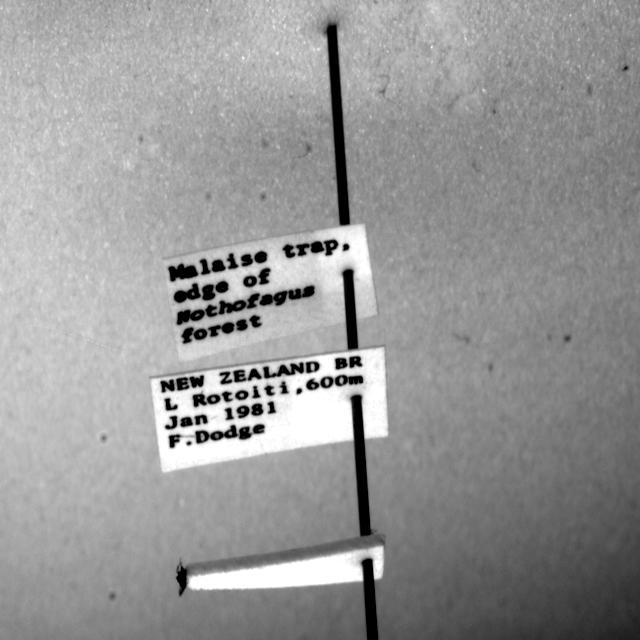 Malaise trap,
edge of
Nothofagus
forest
NEW ZEALAND BR
L. Rotoiti,600m
Jan 1981
F.Dodge